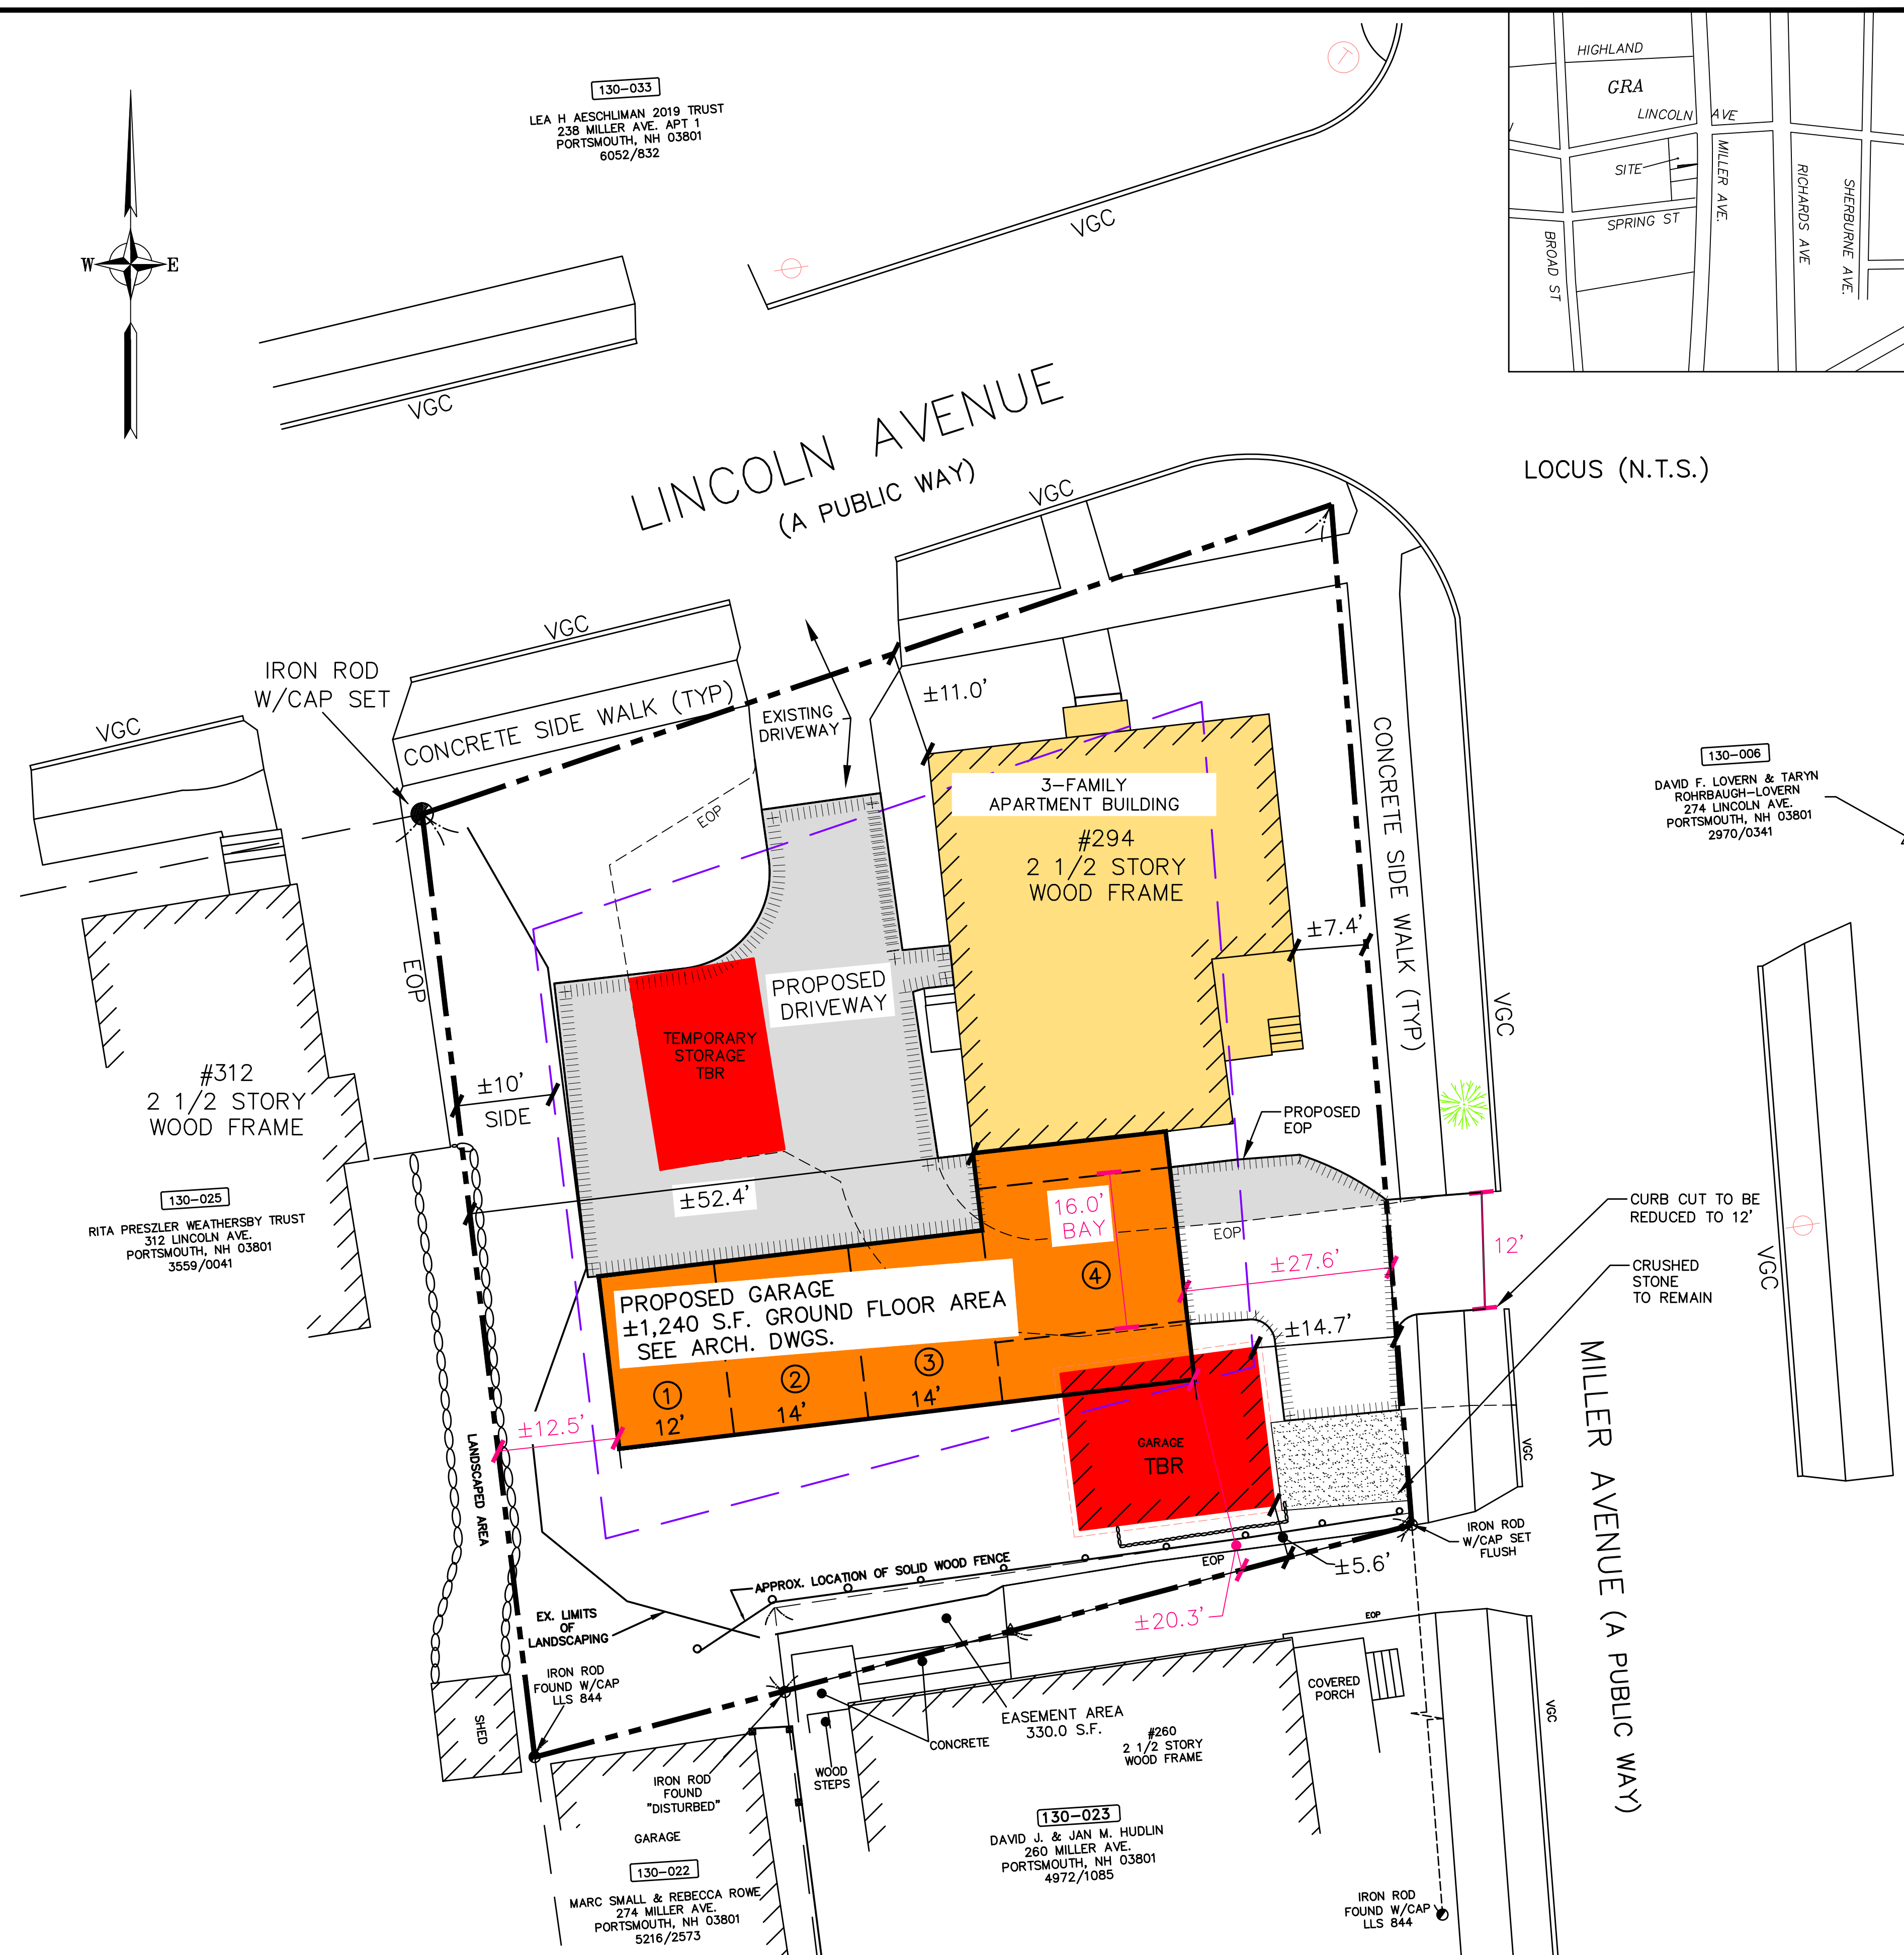 130-033
LEA H AESCHLIMAN 2019 TRUST
238 MILLER AVE. APT 1
PORTSMOUTH, NH 03801
6052/832
HIGHLAND
GRA
LINCOLN AVE
SITE
MILLER AVE.
RICHARDS AVE
SHERBURNE AVE.
SPRING ST
BROAD ST
LOCUS (N.T.S.)
W
E
VGC
VGC
LINCOLN AVENUE
(A PUBLIC WAY)
VGC
VGC
VGC
IRON ROD
W/CAP SET
CONCRETE SIDE WALK (TYP)
EXISTING
DRIVEWAY
±11.0'
EOP
EOP
3-FAMILY
APARTMENT BUILDING
#294
2 1/2 STORY
WOOD FRAME
±7.4'
CONCRETE SIDE WALK (TYP)
VGC
130-006
DAVID F. LOVERN & TARYN
ROHRBAUGH-LOVERN
274 LINCOLN AVE.
PORTSMOUTH, NH 03801
2970/0341
PROPOSED
DRIVEWAY
TEMPORARY
STORAGE
TBR
#312
2 1/2 STORY
WOOD FRAME
±10'
SIDE
130-025
RITA PRESZLER WEATHERSBY TRUST
312 LINCOLN AVE.
PORTSMOUTH, NH 03801
3559/0041
±52.4'
PROPOSED
EOP
16.0'
BAY
EOP
±27.6'
12'
CURB CUT TO BE
REDUCED TO 12'
CRUSHED
STONE
TO REMAIN
VGC
PROPOSED GARAGE
±1,240 S.F. GROUND FLOOR AREA
SEE ARCH. DWGS.
4
±14.7'
1
12'
2
14'
3
14'
±12.5'
LANDSCAPED AREA
GARAGE
TBR
VGC
MILLER AVENUE (A PUBLIC WAY)
IRON ROD
W/CAP SET
FLUSH
APPROX. LOCATION OF SOLID WOOD FENCE
EOP
±5.6'
±20.3'
EX. LIMITS
OF
LANDSCAPING
IRON ROD
FOUND W/CAP
LLS 844
SHED
EOP
COVERED
PORCH
VGC
EASEMENT AREA
330.0 S.F.
CONCRETE
#260
2 1/2 STORY
WOOD FRAME
WOOD
STEPS
IRON ROD
FOUND
"DISTURBED"
GARAGE
130-022
MARC SMALL & REBECCA ROWE
274 MILLER AVE.
PORTSMOUTH, NH 03801
5216/2573
130-023
DAVID J. & JAN M. HUDLIN
260 MILLER AVE.
PORTSMOUTH, NH 03801
4972/1085
IRON ROD
FOUND W/CAP
LLS 844